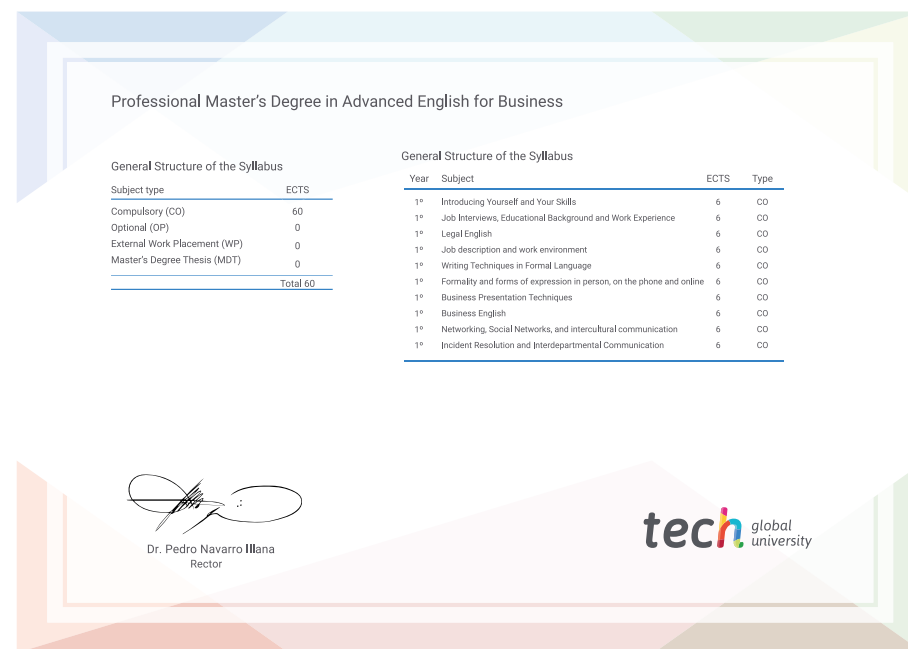 Professional Master's Degree in Advanced English for Business
General Structure of the Syllabus
Subject type ECTS
Compulsory (CO) 60
Optional (OP) 0
External Work Placement (WP) 0
Master's Degree Thesis (MDT) 0
Total 60
General Structure of the Syllabus
Year Subject ECTS Type
1º Introducing Yourself and Your Skills 6 CO
1º Job Interviews, Educational Background and Work Experience 6 CO
1º Legal English 6 CO
1º Job description and work environment 6 CO
1º Writing Techniques in Formal Language 6 CO
1º Formality and forms of expression in person, on the phone and online 6 CO
1º Business Presentation Techniques 6 CO
1º Business English 6 CO
1º Networking, Social Networks, and intercultural communication 6 CO
1º Incident Resolution and Interdepartmental Communication 6 CO
Dr. Pedro Navarro Illana
Rector
tech global
university